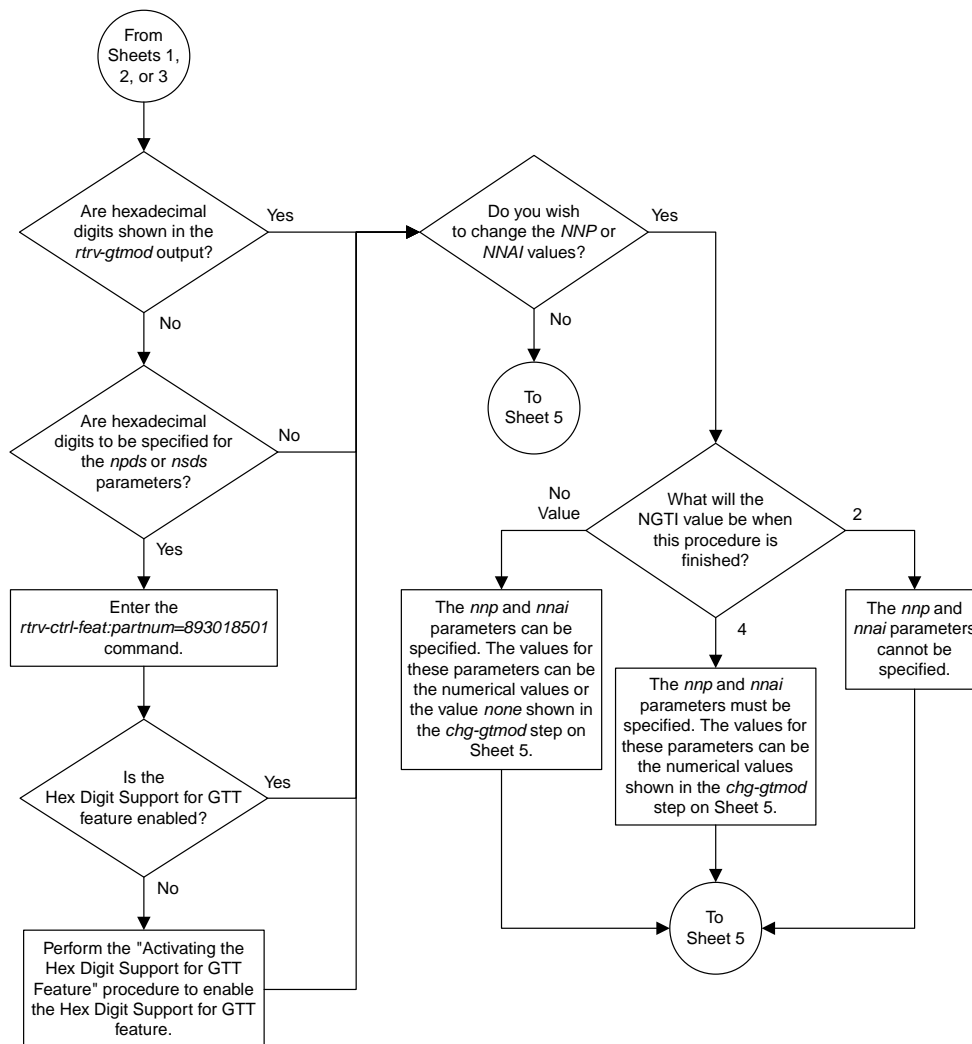 From
Sheets 1,
2, or 3
Are hexadecimal
digits shown in the
rtrv-gtmod output?
Yes
No
Are hexadecimal
digits to be specified for
the npds or nsds
parameters?
No
Yes
Enter the
rtrv-ctrl-feat:partnum=893018501
command.
Is the
Hex Digit Support for GTT
feature enabled?
Yes
No
Perform the "Activating the
Hex Digit Support for GTT
Feature" procedure to enable
the Hex Digit Support for GTT
feature.
Do you wish
to change the NNP or
NNAI values?
Yes
No
To
Sheet 5
What will the
NGTI value be when
this procedure is
finished?
No
Value
2
4
The nnp and nnai
parameters can be
specified. The values for
these parameters can be
the numerical values or
the value none shown in
the chg-gtmod step on
Sheet 5.
The nnp and nnai
parameters must be
specified. The values for
these parameters can be
the numerical values
shown in the chg-gtmod
step on Sheet 5.
The nnp and
nnai parameters
cannot be
specified.
To
Sheet 5